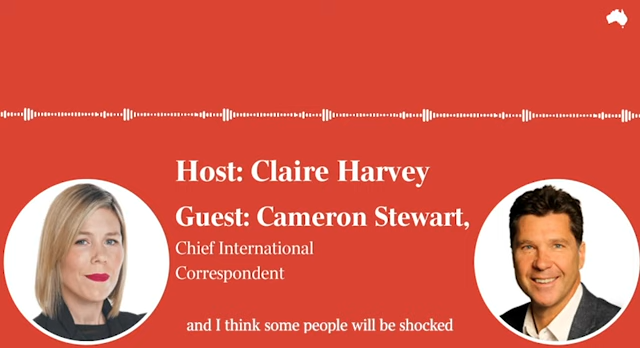 Host: Claire Harvey
Guest: Cameron Stewart,
Chief International
Correspondent
and I think some people will be shocked